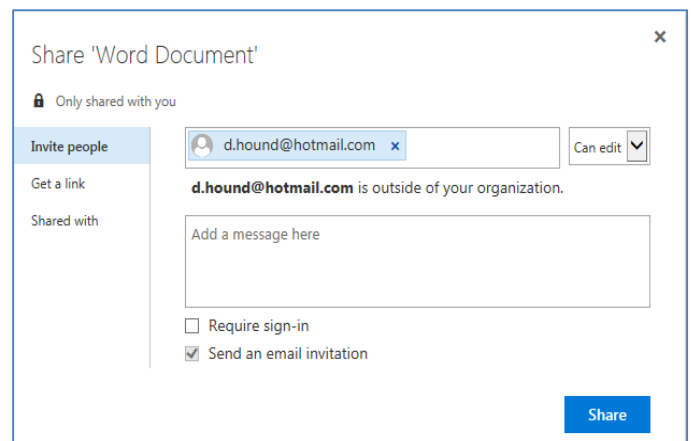 Share 'Word Document'
Only shared with you
Invite people
Get a link
Shared with
d.hound@hotmail.com x
Can edit
d.hound@hotmail.com is outside of your organization.
Add a message here
Require sign-in
Send an email invitation
Share